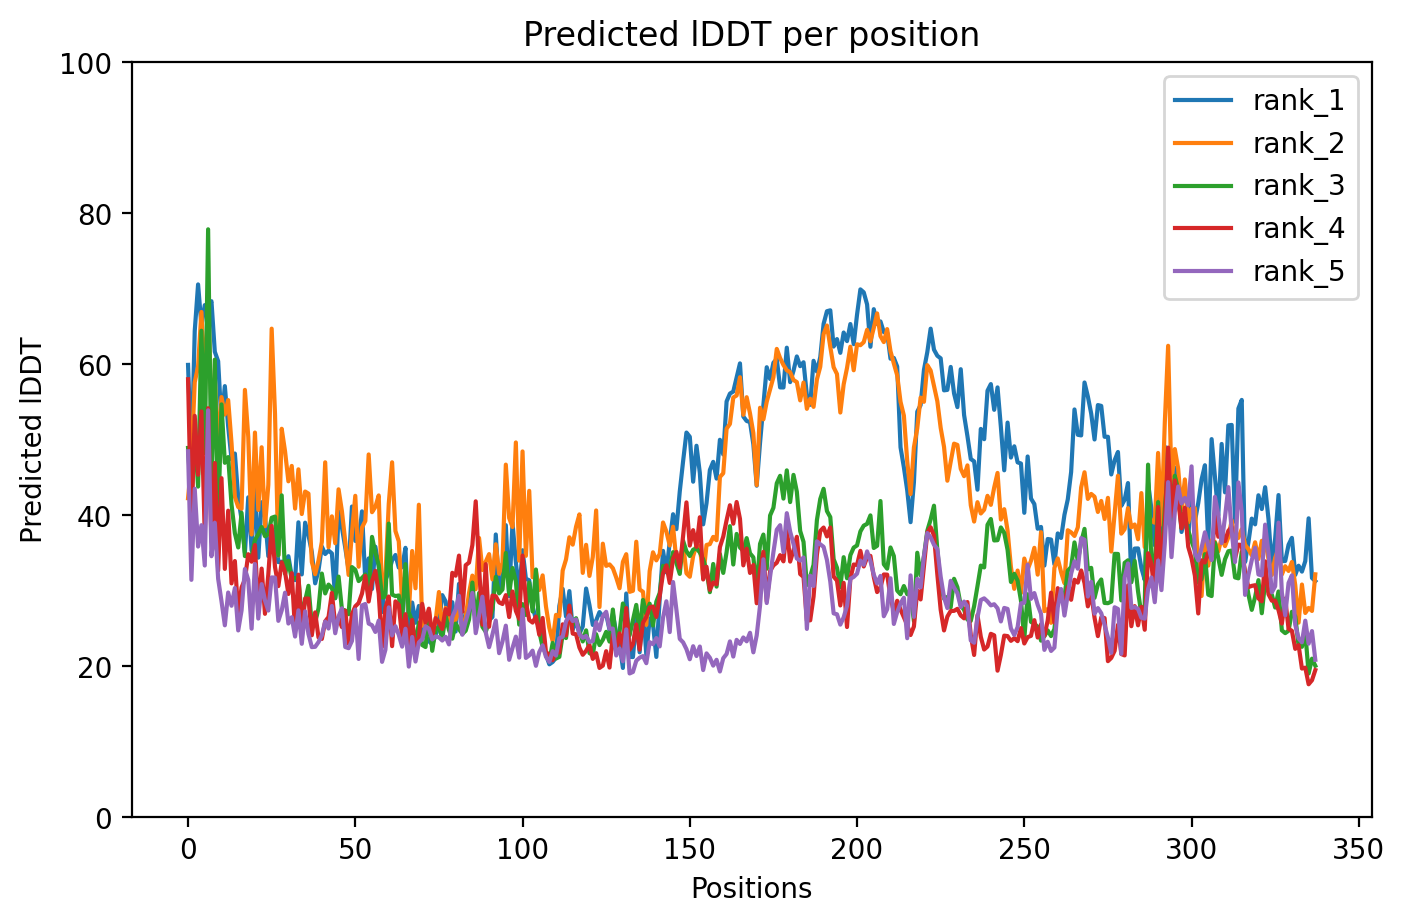 Predicted lDDT per position
100
80
60
40
20
0
Predicted lDDT
0 50 100 150 200 250 300 350
Positions
rank_1
rank_2
rank_3
rank_4
rank_5